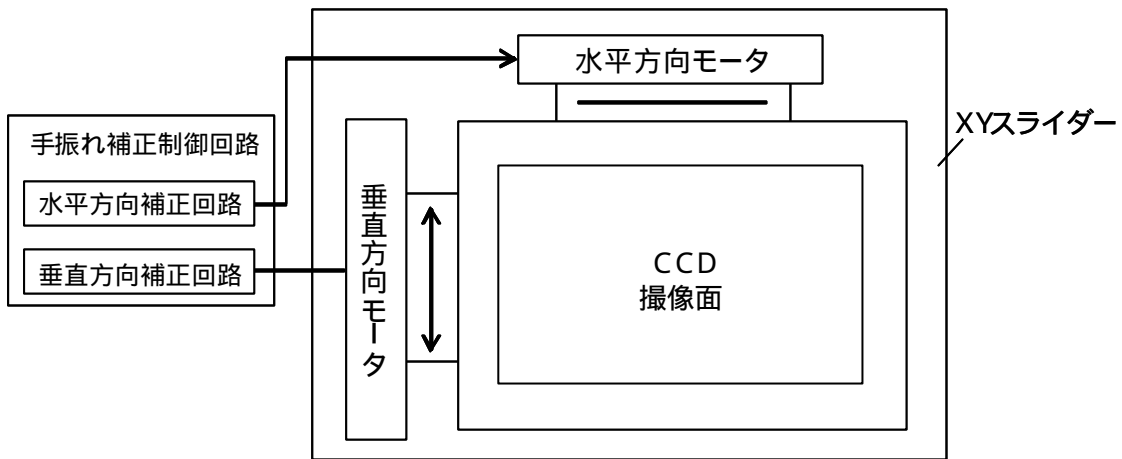 水平方向モータ
XYスライダー
手振れ補正制御回路
水平方向補正回路
垂直方向補正回路
垂直方向モータ
CCD
撮像面